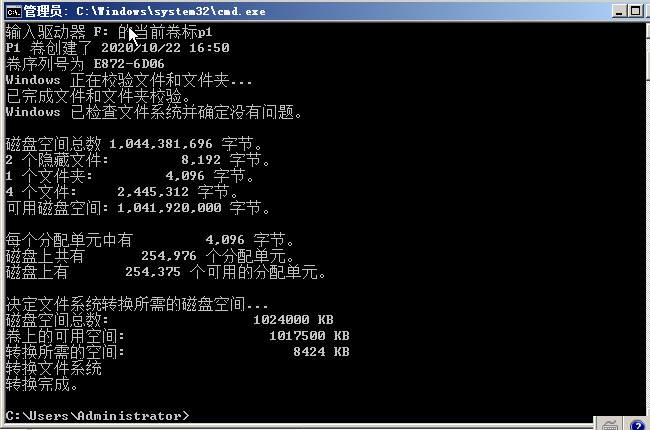 管理员: C:\Windows\system32\cmd.exe
输入驱动器 F: 的当前卷标p1
P1 卷创建了 2020/10/22 16:50
卷序列号为 E872-6D06
Windows 正在校验文件和文件夹...
已完成文件和文件夹校验。
Windows 已检查文件系统并确定没有问题。
磁盘空间总数 1,044,381,696 字节。
2 个隐藏文件: 8,192 字节。
1 个文件夹: 4,096 字节。
4 个文件: 2,445,312 字节。
可用磁盘空间: 1,041,920,000 字节。
每个分配单元中有 4,096 字节。
磁盘上共有 254,976 个分配单元。
磁盘上有 254,375 个可用的分配单元。
决定文件系统转换所需的磁盘空间...
磁盘空间总数: 1024000 KB
卷上的可用空间: 1017500 KB
转换所需的空间: 8424 KB
转换文件系统
转换完成。
C:\Users\Administrator>